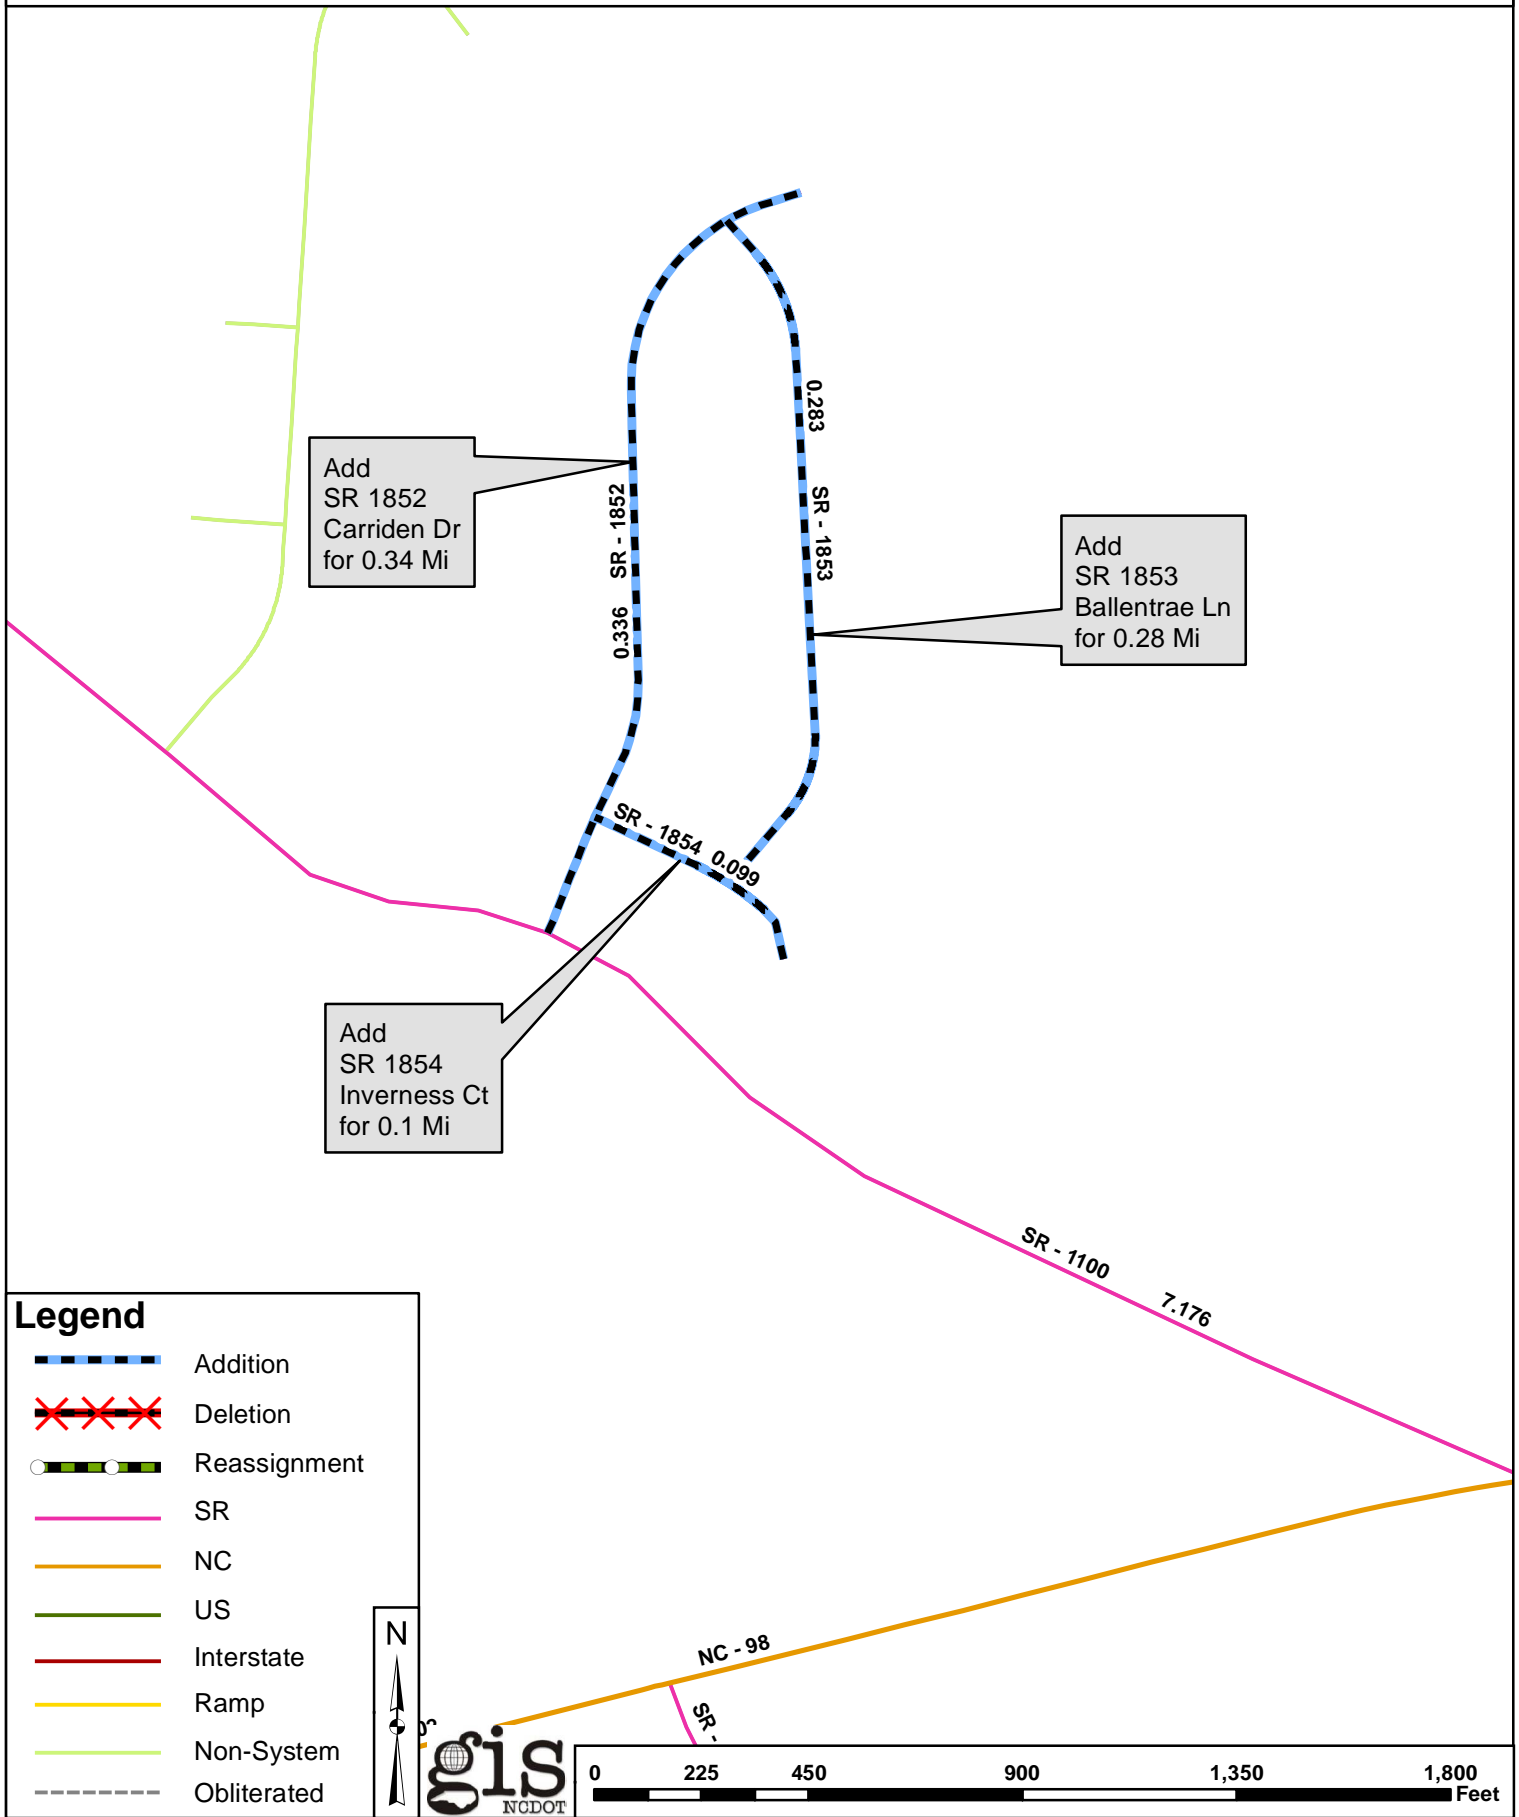 0.283
Add
SR 1852
Carriden Dr
for 0.34 Mi
SR - 1852
SR - 1853
Add
SR 1853
Ballentrae Ln
for 0.28 Mi
0.336
SR - 1854 0.099
Add
SR 1854
Inverness Ct
for 0.1 Mi
SR - 1100
7.176
Legend
Addition
Deletion
Reassignment
SR
NC
US
Interstate
Ramp
Non-System
Obliterated
N
NC - 98
SR -
gis
NCDOT
0 225 450 900 1,350 1,800
Feet